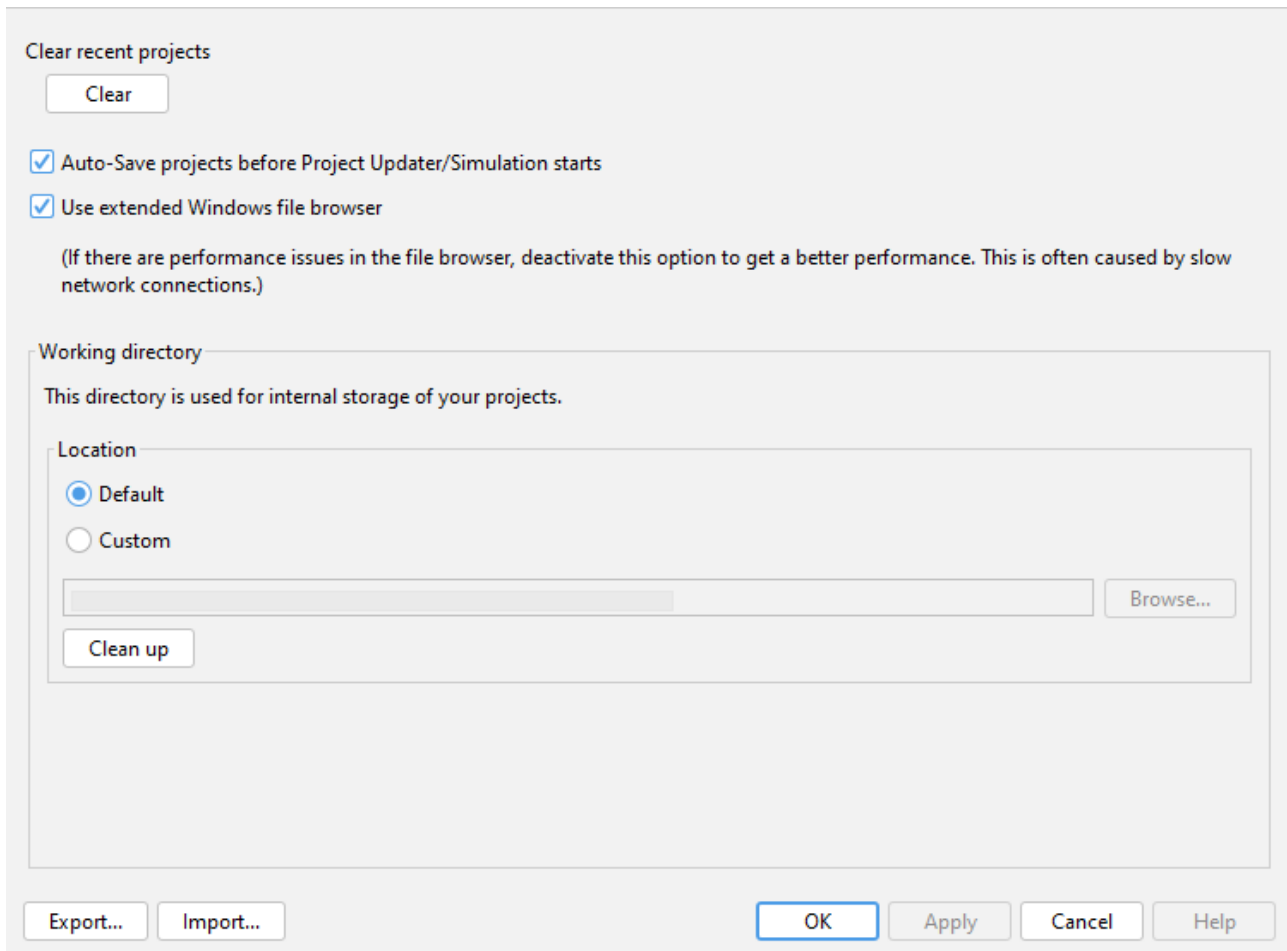 Clear recent projects
Clear
Auto-Save projects before Project Updater/Simulation starts
Use extended Windows file browser
(If there are performance issues in the file browser, deactivate this option to get a better performance. This is often caused by slow
network connections.)
Working directory
This directory is used for internal storage of your projects.
Location
Default
Custom
Browse...
Clean up
Export... Import... OK Apply Cancel Help